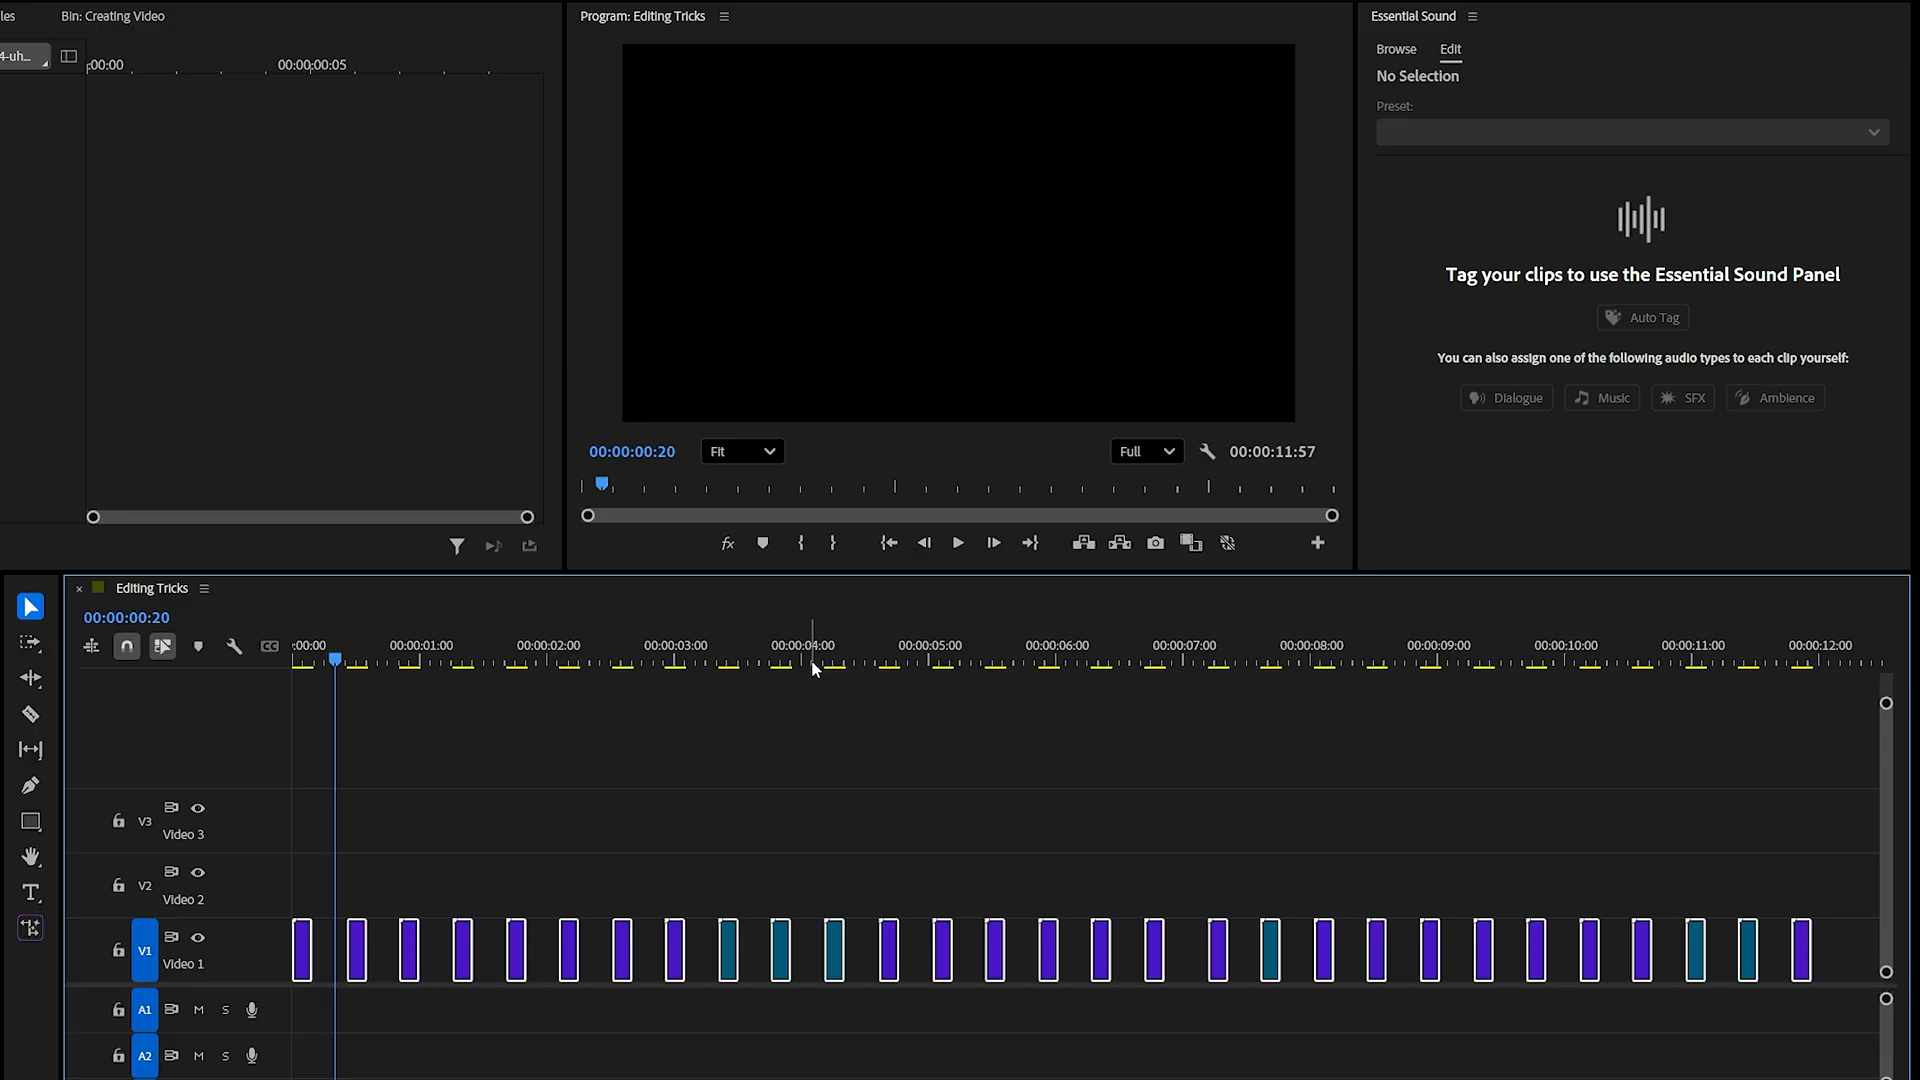 les
Bin: Creating Video
4-uh...
:00:00
00:00:00:05
Program: Editing Tricks
00:00:00:20
Fit
Full
00:00:11:57
fx
Essential Sound
Browse
Edit
No Selection
Preset:
Tag your clips to use the Essential Sound Panel
Auto Tag
You can also assign one of the following audio types to each clip yourself:
Dialogue
Music
SFX
Ambience
Editing Tricks
00:00:00:20
CC
:00:00
00:00:01:00
00:00:02:00
00:00:03:00
00:00:04:00
00:00:05:00
00:00:06:00
00:00:07:00
00:00:08:00
00:00:09:00
00:00:10:00
00:00:11:00
00:00:12:00
V3
Video 3
V2
Video 2
V1
Video 1
A1
M
S
A2
M
S